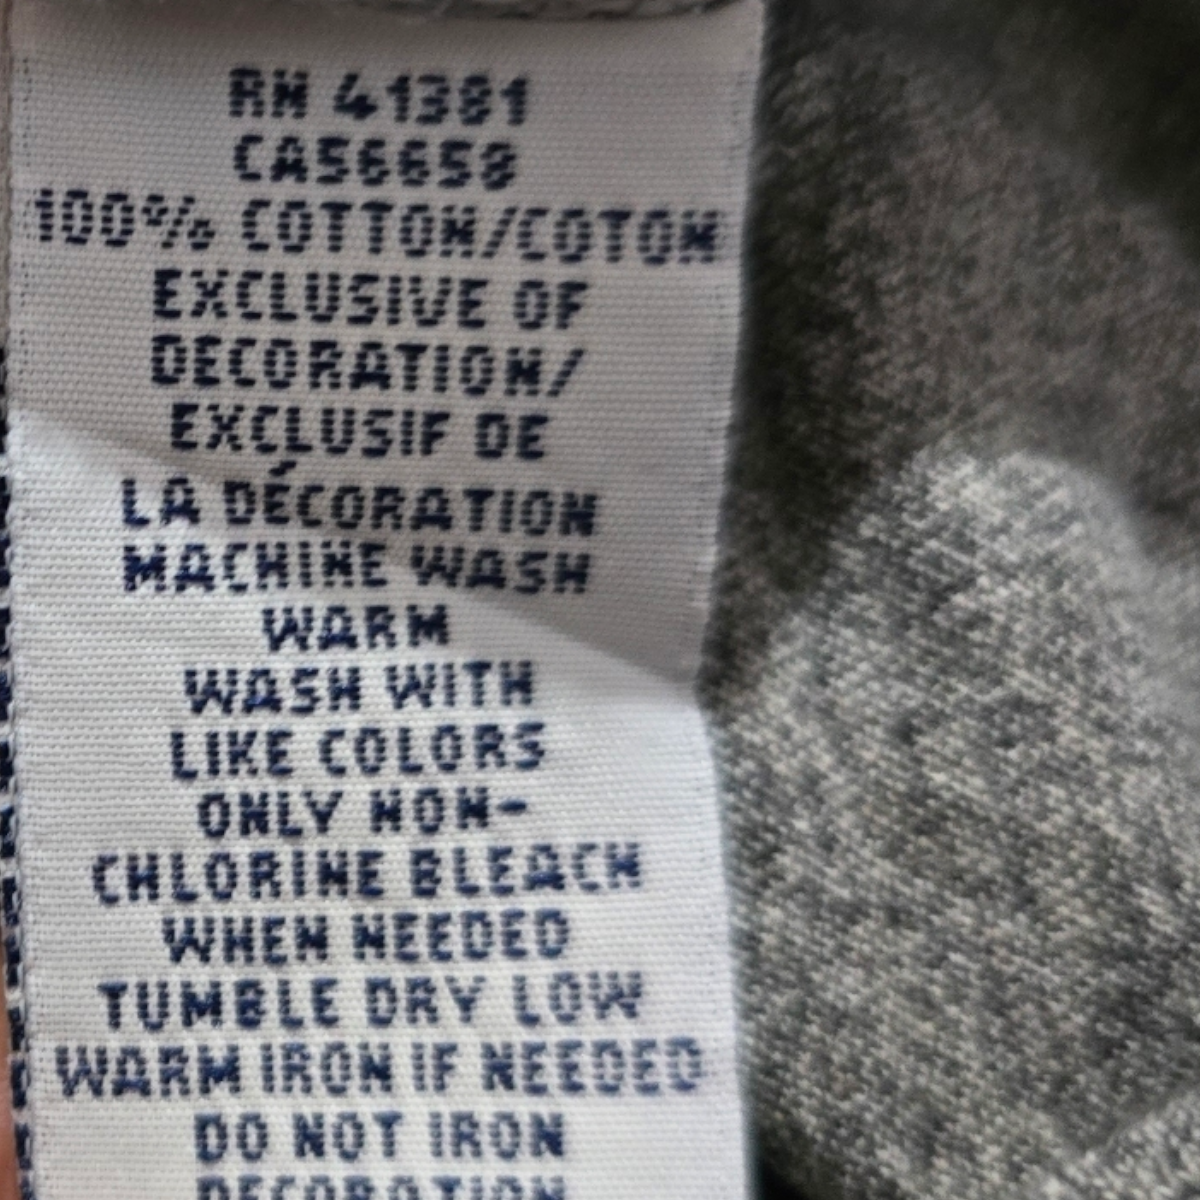 RN 41381
CA56658
100% COTTON/COTON
EXCLUSIVE OF
DECORATION/
EXCLUSIF DE
LA DÉCORATION
MACHINE WASH
WARM
WASH WITH
LIKE COLORS
ONLY NON-
CHLORINE BLEACH
WHEN NEEDED
TUMBLE DRY LOW
WARM IRON IF NEEDED
DO NOT IRON
DECORATION